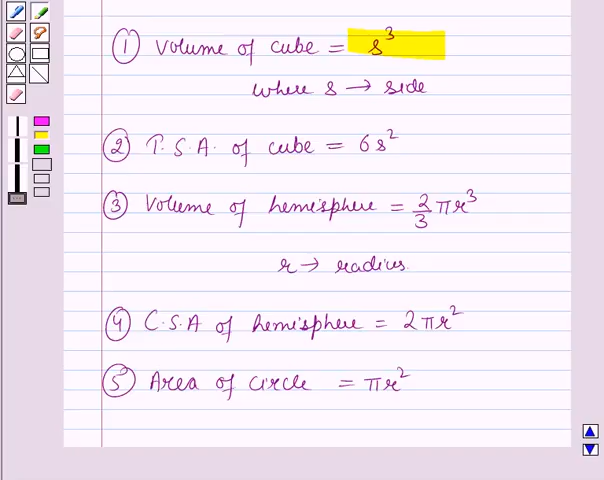 ① Volume of cube = s³
where s → side
② T.S.A. of cube = 6s²
③ Volume of hemisphere = 2/3 πr³
r → radius.
④ C.S.A of hemisphere = 2πr²
⑤ Area of circle = πr²